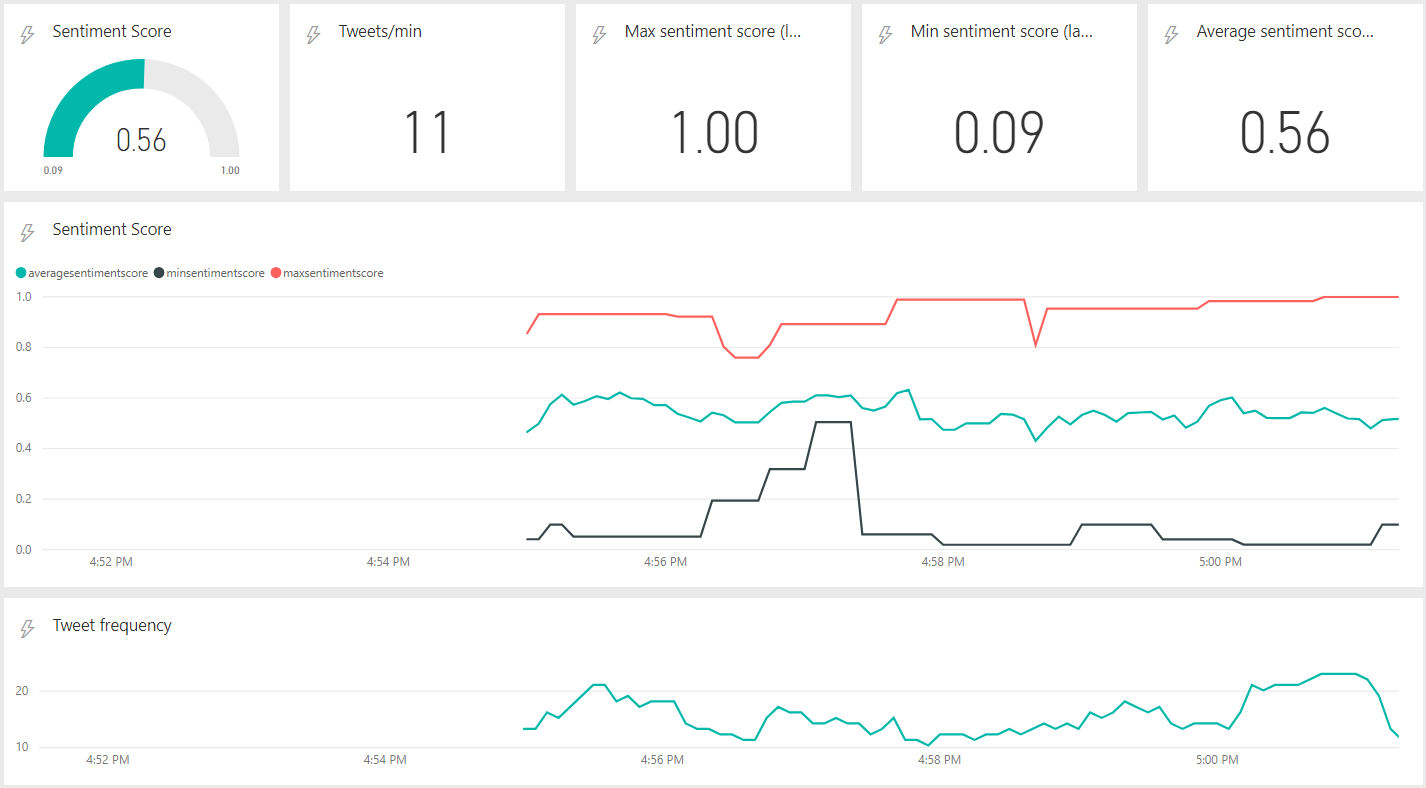 Sentiment Score
0.56
0.09 1.00
Tweets/min
11
Max sentiment score (l...
1.00
Min sentiment score (la...
0.09
Average sentiment sco...
0.56
Sentiment Score
averagesentimentscore minsentimentscore maxsentimentscore
1.0
0.8
0.6
0.4
0.2
0.0
4:52 PM 4:54 PM 4:56 PM 4:58 PM 5:00 PM
Tweet frequency
20
10
4:52 PM 4:54 PM 4:56 PM 4:58 PM 5:00 PM